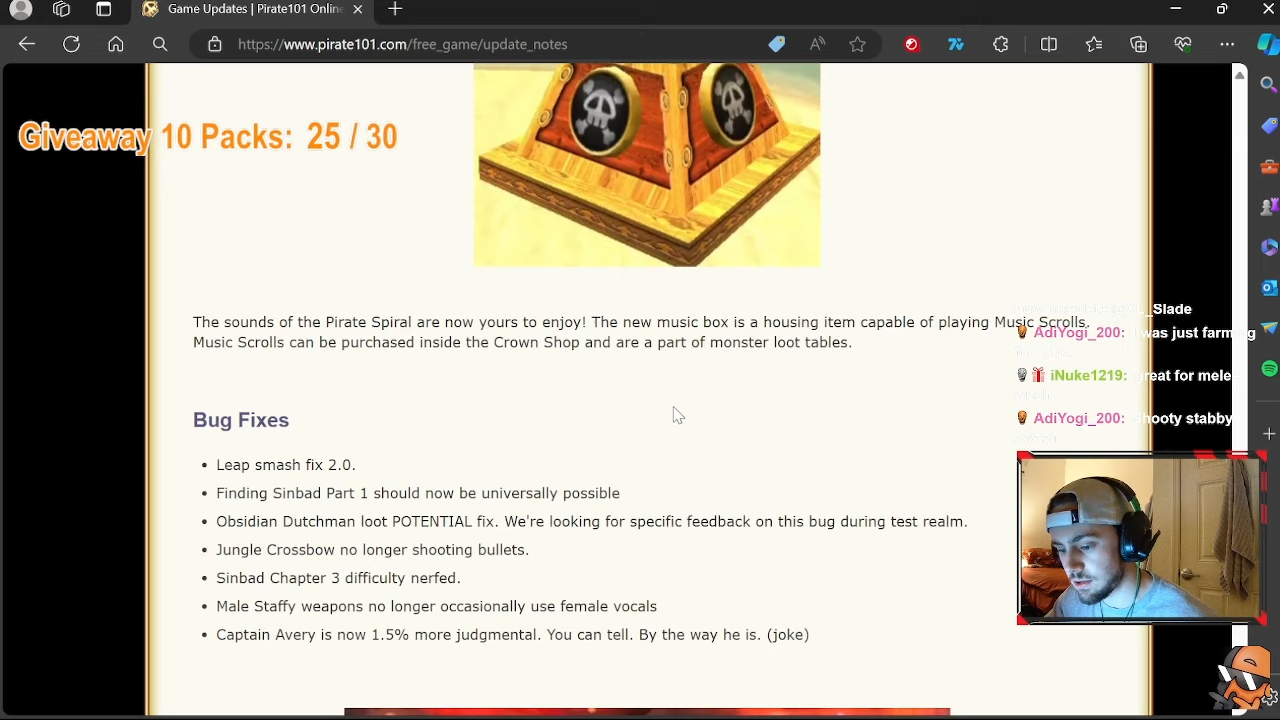 Game Updates | Pirate101 Online
https://www.pirate101.com/free_game/update_notes
Giveaway 10 Packs: 25 / 30
The sounds of the Pirate Spiral are now yours to enjoy! The new music box is a housing item capable of playing Music Scrolls.
Music Scrolls can be purchased inside the Crown Shop and are a part of monster loot tables.
_Slade
AdiYogi_200: I was just farming
iNuke1219: great for mele
AdiYogi_200: Shooty stabby
Bug Fixes
• Leap smash fix 2.0.
• Finding Sinbad Part 1 should now be universally possible
• Obsidian Dutchman loot POTENTIAL fix. We're looking for specific feedback on this bug during test realm.
• Jungle Crossbow no longer shooting bullets.
• Sinbad Chapter 3 difficulty nerfed.
• Male Staffy weapons no longer occasionally use female vocals
• Captain Avery is now 1.5% more judgmental. You can tell. By the way he is. (joke)